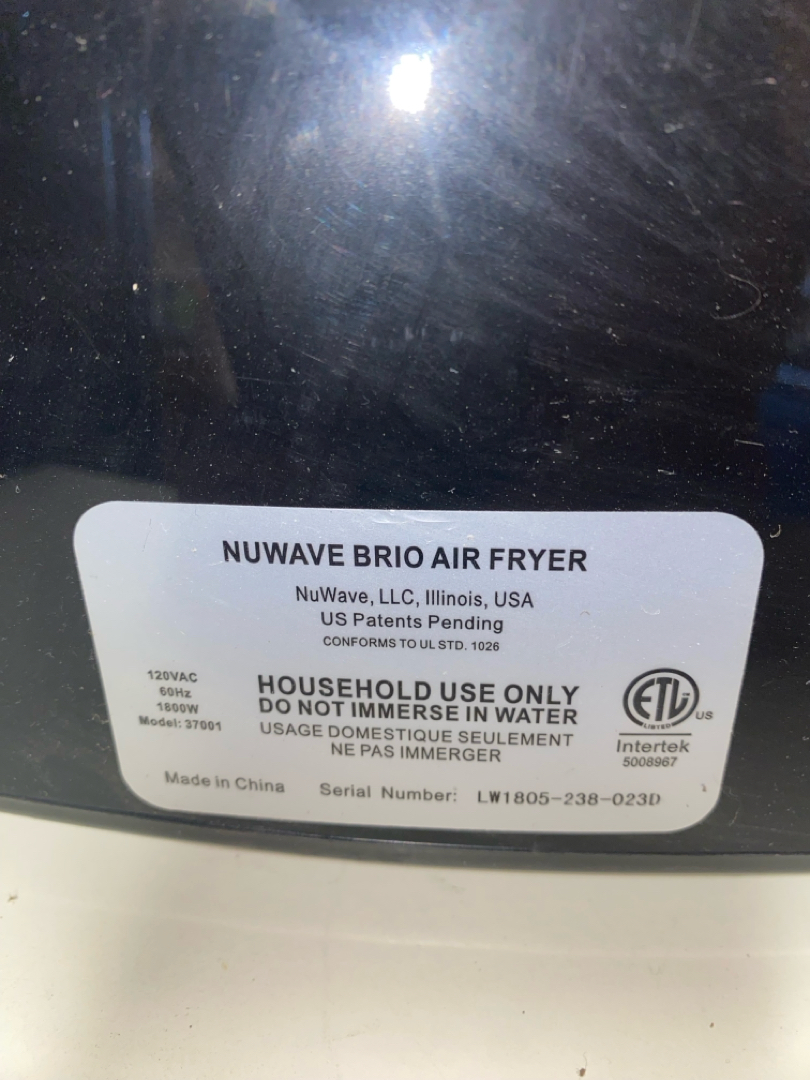 NUWAVE BRIO AIR FRYER
NuWave, LLC, Illinois, USA
US Patents Pending
CONFORMS TO UL STD. 1026
120VAC
60Hz
1800W
Model: 37001
HOUSEHOLD USE ONLY
DO NOT IMMERSE IN WATER
USAGE DOMESTIQUE SEULEMENT
NE PAS IMMERGER
ETL US
LISTED
Intertek
5008967
Made in China
Serial Number: LW1805-238-023D